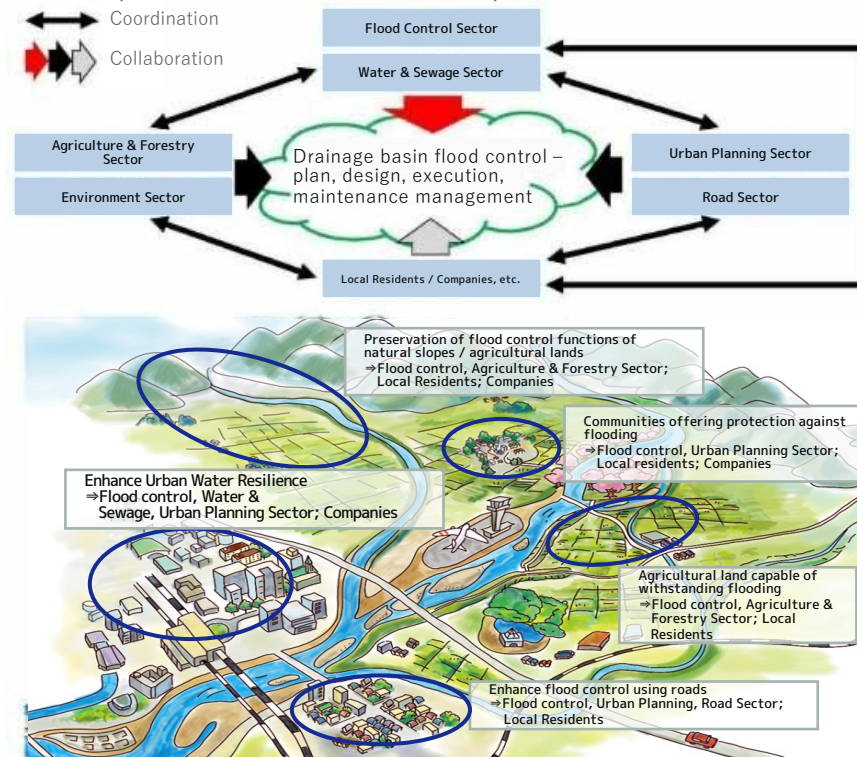 Coordination
Collaboration
Flood Control Sector
Water & Sewage Sector
Agriculture & Forestry
Sector
Environment Sector
Drainage basin flood control –
plan, design, execution,
maintenance management
Urban Planning Sector
Road Sector
Local Residents / Companies, etc.
Preservation of flood control functions of
natural slopes / agricultural lands
⇒Flood control, Agriculture & Forestry Sector;
Local Residents; Companies
Communities offering protection against
flooding
⇒Flood control, Urban Planning Sector;
Local residents; Companies
Enhance Urban Water Resilience
⇒Flood control, Water &
Sewage, Urban Planning Sector; Companies
Agricultural land capable of
withstanding flooding
⇒Flood control, Agriculture &
Forestry Sector; Local
Residents
Enhance flood control using roads
⇒Flood control, Urban Planning, Road Sector;
Local Residents